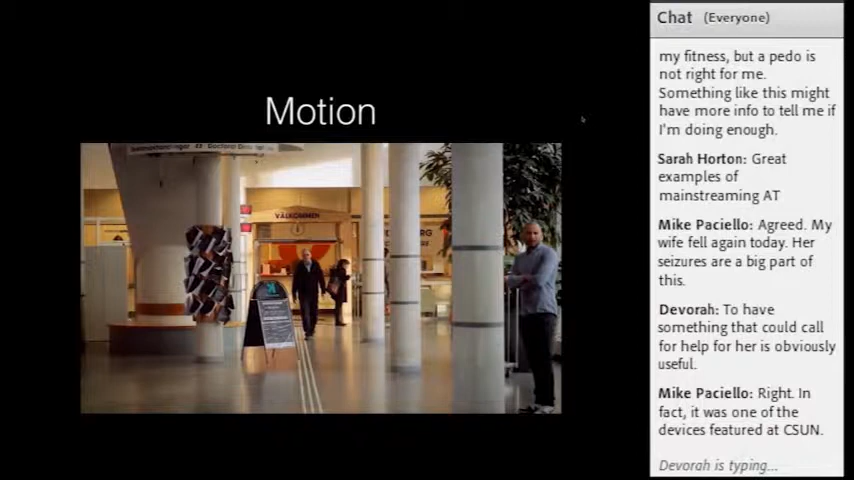 Motion
VÄLKOMMEN
Chat (Everyone)
my fitness, but a pedo is
not right for me.
Something like this might
have more info to tell me if
I'm doing enough.
Sarah Horton: Great
examples of
mainstreaming AT
Mike Paciello: Agreed. My
wife fell again today. Her
seizures are a big part of
this.
Devorah: To have
something that could call
for help for her is obviously
useful.
Mike Paciello: Right. In
fact, it was one of the
devices featured at CSUN.
Devorah is typing...